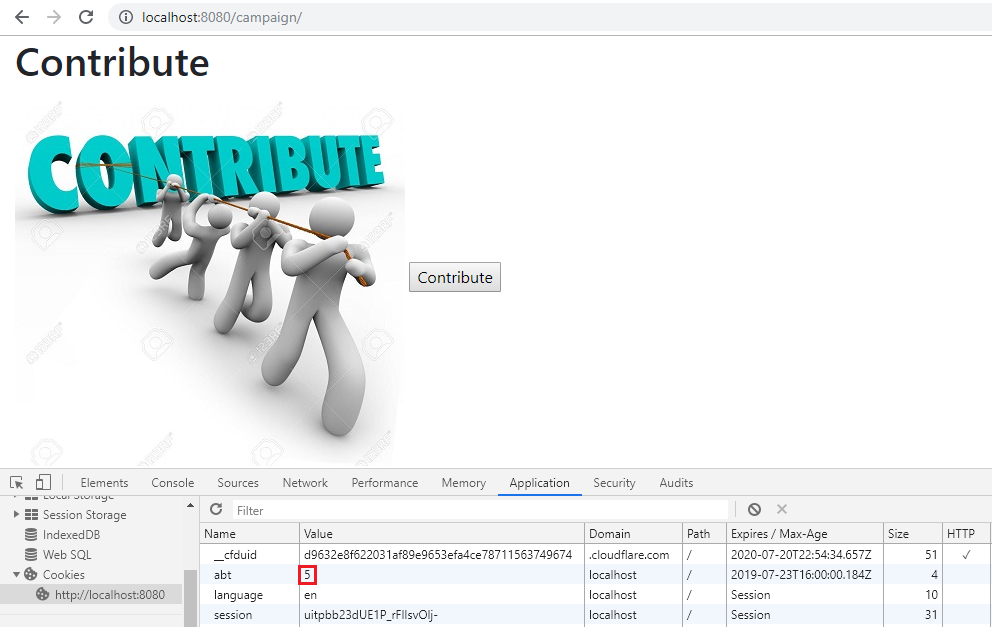 localhost:8080/campaign/
Contribute
CONTRIBUTE
Contribute
Elements Console Sources Network Performance Memory Application Security Audits
Local Storage
Session Storage
IndexedDB
Web SQL
Cookies
http://localhost:8080
Filter
Name Value Domain Path Expires / Max-Age Size HTTP
__cfduid d9632e8f622031af89e9653efa4ce78711563749674 .cloudflare.com / 2020-07-20T22:54:34.657Z 51 ✓
abt 5 localhost / 2019-07-23T16:00:00.184Z 4
language en localhost / Session 10
session uitpbb23dUE1P_rFIlsvOlj- localhost / Session 31